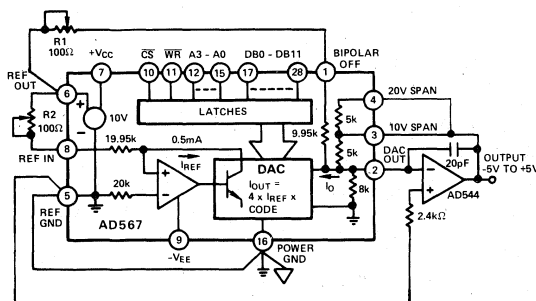 R1
100Ω
+VCC
CS WR A3 - A0 DB0 - DB11
BIPOLAR
OFF
REF
OUT
6 7 10 11 12 15 17 28 1
4 20V SPAN
5k
3 10V SPAN
+
10V
−
LATCHES
R2
100Ω
9.95k
5k
DAC
OUT
20pF
REF IN
8
19.95k
0.5mA
IREF
DAC
IOUT =
4 x IREF x
CODE
IO
2
8k
−
+
AD544
OUTPUT
-5V TO +5V
5
REF
GND
20k
+
−
AD567
2.4kΩ
9
-VEE
16
POWER
GND